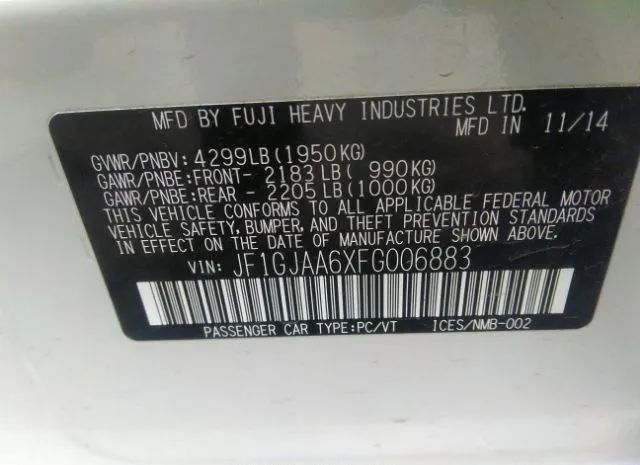 MFD BY FUJI HEAVY INDUSTRIES LTD.
MFD IN 11/14
GVWR/PNBV: 4299LB(1950KG)
GAWR/PNBE:FRONT- 2183LB( 990KG)
GAWR/PNBE:REAR - 2205LB(1000KG)
THIS VEHICLE CONFORMS TO ALL APPLICABLE FEDERAL MOTOR
VEHICLE SAFETY, BUMPER, AND THEFT PREVENTION STANDARDS
IN EFFECT ON THE DATE OF MANUFACTURE SHOWN ABOVE.
VIN: JF1GJAA6XFG006883
PASSENGER CAR TYPE:PC/VT ICES/NMB-002